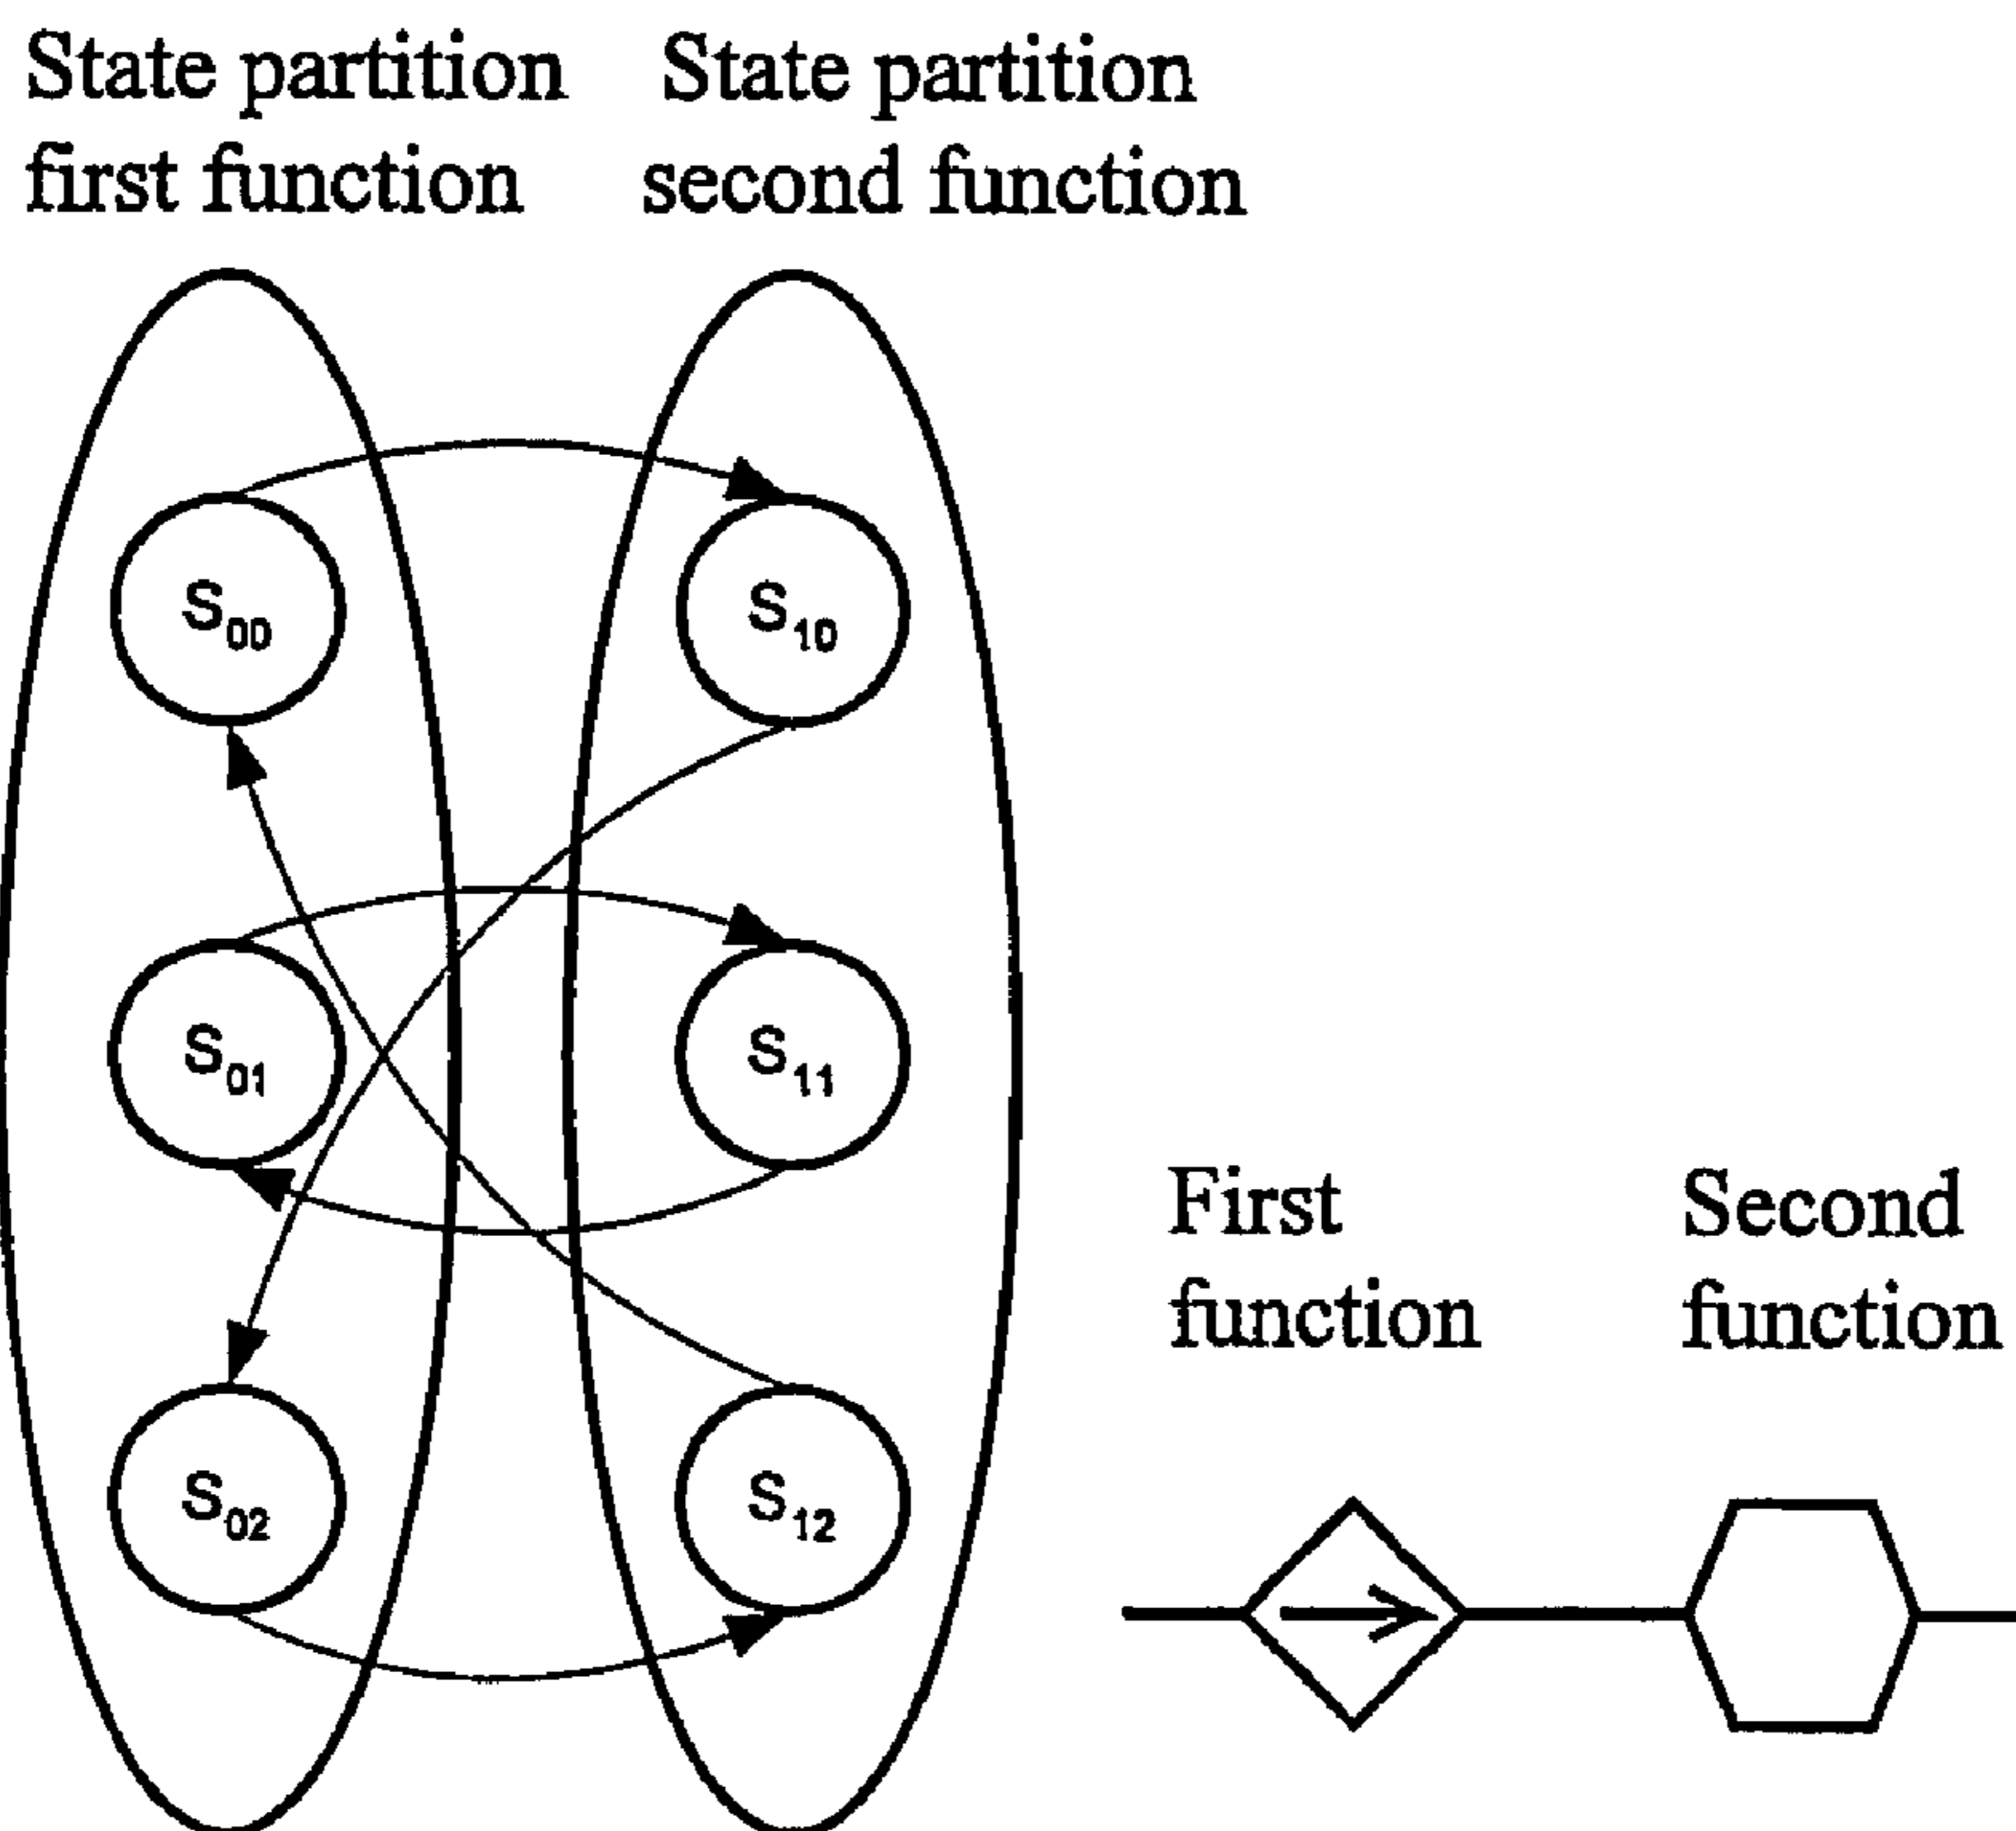 State partition
first function
State partition
second function
S00
S10
S01
S11
S02
S12
First
function
Second
function